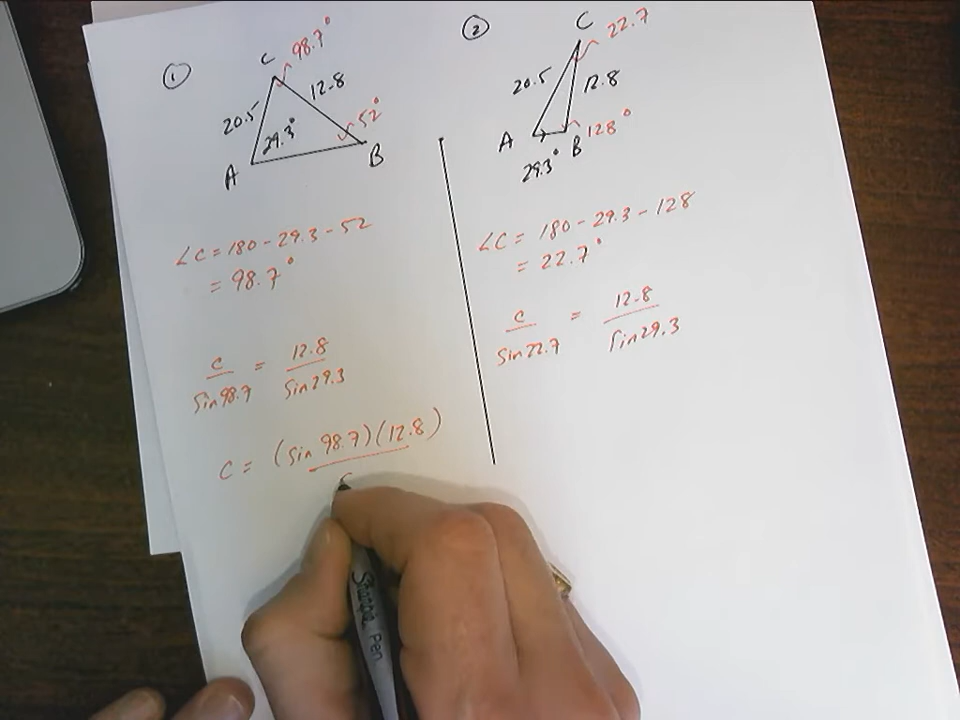 ①
C 98.7°
20.5
12.8
29.3°
52°
A
B
∠C = 180 - 29.3 - 52
= 98.7°
c / sin 98.7 = 12.8 / sin 29.3
C = (sin 98.7)(12.8)
②
C 22.7
20.5
12.8
A
B 128°
29.3°
∠C = 180 - 29.3 - 128
= 22.7°
c / sin 22.7 = 12.8 / sin 29.3
Sharpie Pen